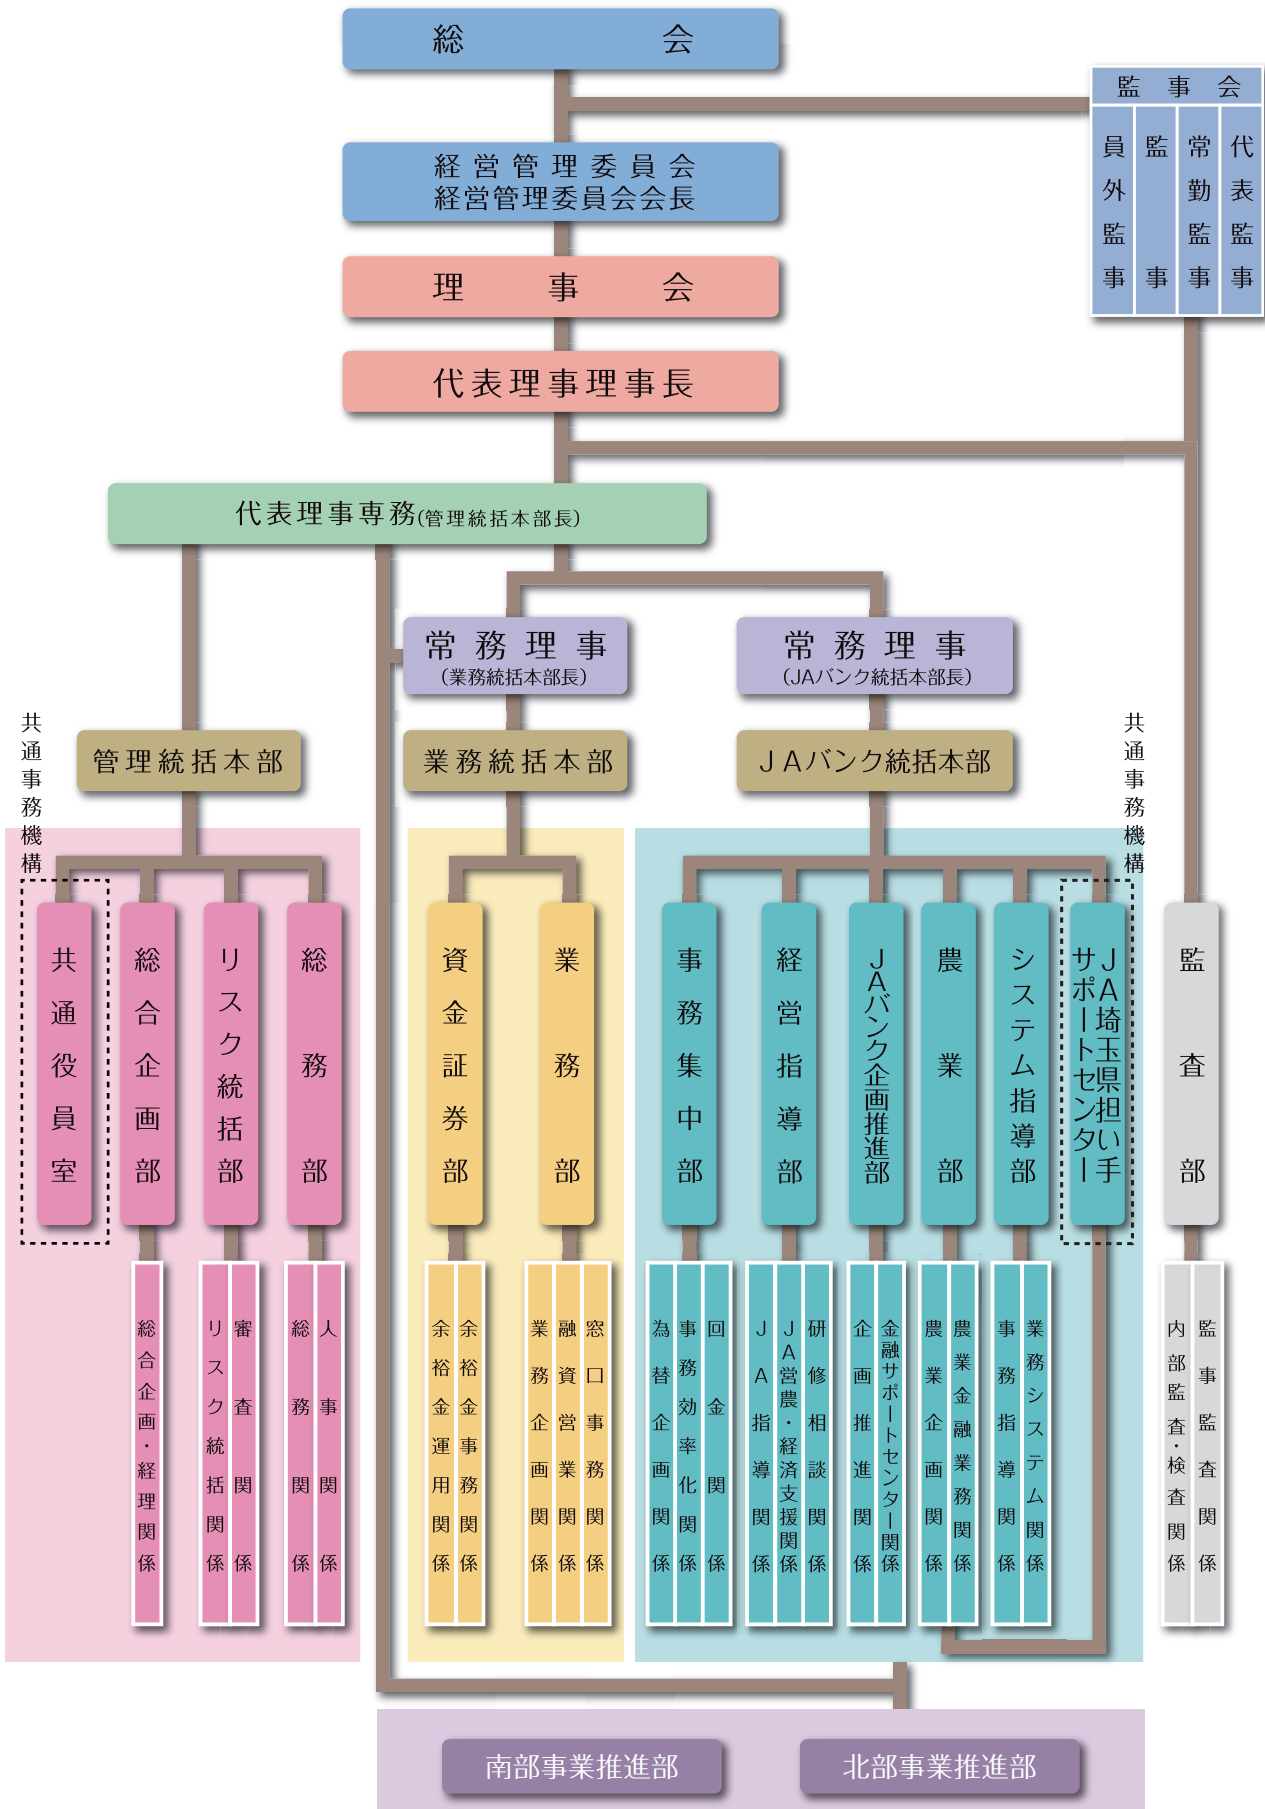 総会
監事会
代表監事
常勤監事
監事
員外監事
経営管理委員会
経営管理委員会会長
理事会
代表理事理事長
代表理事専務(管理統括本部長)
常務理事
(業務統括本部長)
常務理事
(JAバンク統括本部長)
管理統括本部
業務統括本部
JAバンク統括本部
共通事務機構
共通事務機構
共通役員室
総合企画部
リスク統括部
総務部
資金証券部
業務部
事務集中部
経営指導部
JAバンク企画推進部
農業部
システム指導部
JA埼玉県担い手
サポートセンター
監査部
総合企画・経理関係
リスク統括関係
審査関係
総務関係
人事関係
余裕金運用関係
余裕金事務関係
業務企画関係
融資営業関係
窓口事務関係
為替企画関係
事務効率化関係
回金関係
JA指導関係
JA営農・経済支援関係
研修相談関係
企画推進関係
金融サポートセンター関係
農業企画関係
農業金融業務関係
事務指導関係
業務システム関係
内部監査・検査関係
監事監査関係
南部事業推進部
北部事業推進部